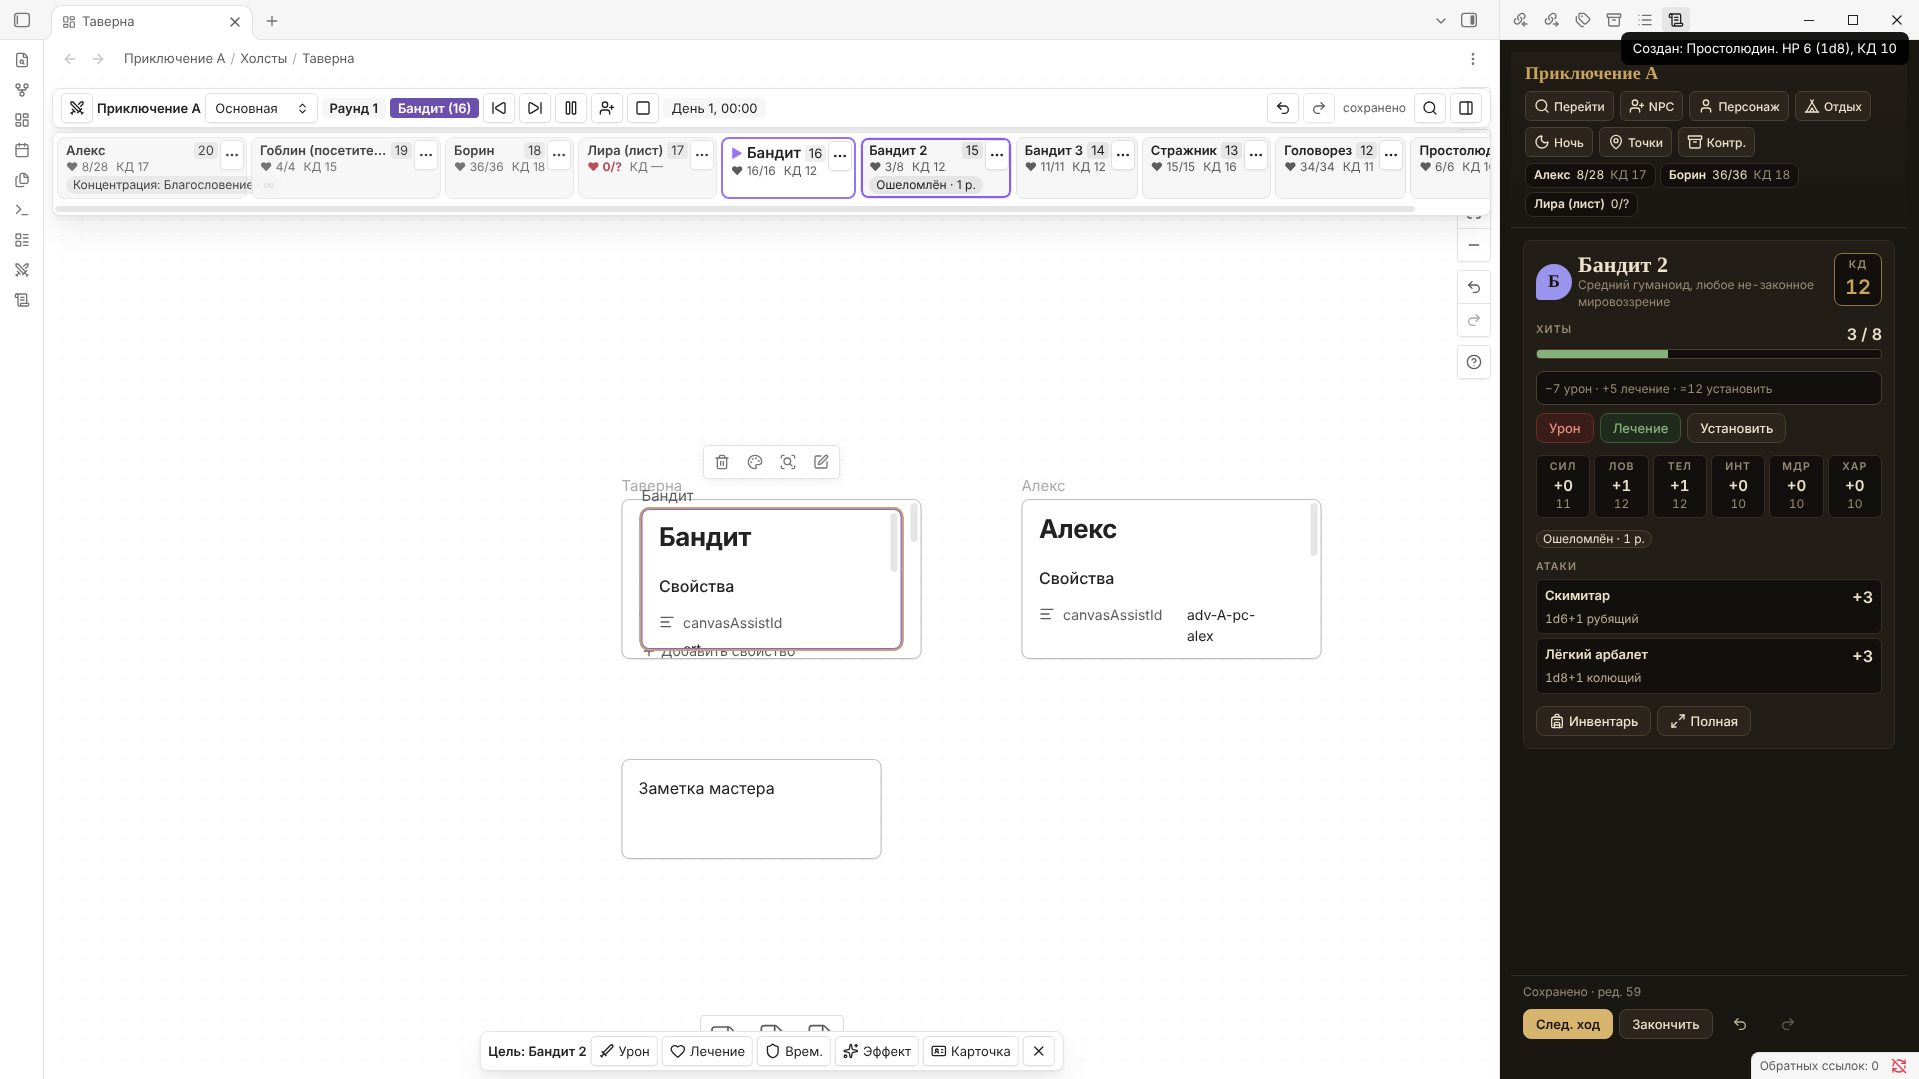 Таверна
Создан: Простолюдин. HP 6 (1d8), КД 10
Приключение A / Холсты / Таверна
Приключение A
Основная
Раунд 1
Бандит (16)
День 1, 00:00
сохранено
Алекс 20
8/28 КД 17
Концентрация: Благословение · ∞
Гоблин (посетите... 19
4/4 КД 15
Борин 18
36/36 КД 18
Лира (лист) 17
0/? КД —
Бандит 16
16/16 КД 12
Бандит 2 15
3/8 КД 12
Ошеломлён · 1 р.
Бандит 3 14
11/11 КД 12
Стражник 13
15/15 КД 16
Головорез 12
34/34 КД 11
6/6
Таверна
Бандит
Бандит
Свойства
canvasAssistId
Добавить свойство
Алекс
Алекс
Свойства
canvasAssistId adv-A-pc-
alex
Заметка мастера
Цель: Бандит 2
Урон
Лечение
Врем.
Эффект
Карточка
Приключение A
Перейти
NPC
Персонаж
Отдых
Ночь
Точки
Контр.
Алекс 8/28 КД 17
Борин 36/36 КД 18
Лира (лист) 0/?
Б
Бандит 2
Средний гуманоид, любое не-законное
мировоззрение
КД
12
ХИТЫ
3 / 8
−7 урон · +5 лечение · =12 установить
Урон
Лечение
Установить
СИЛ ЛОВ ТЕЛ ИНТ МДР ХАР
+0 +1 +1 +0 +0 +0
11 12 12 10 10 10
Ошеломлён · 1 р.
АТАКИ
Скимитар +3
1d6+1 рубящий
Лёгкий арбалет +3
1d8+1 колющий
Инвентарь
Полная
Сохранено · ред. 59
След. ход
Закончить
Обратных ссылок: 0